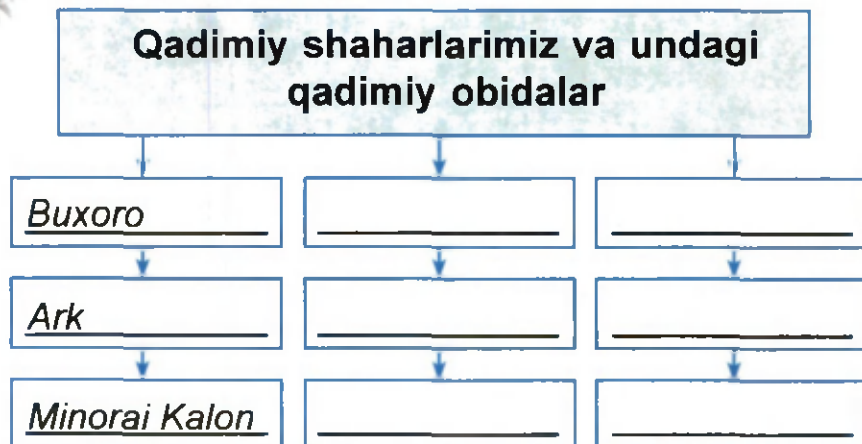 Qadimiy shaharlarimiz va undagi
qadimiy obidalar
Buxoro
Ark
Minorai Kalon